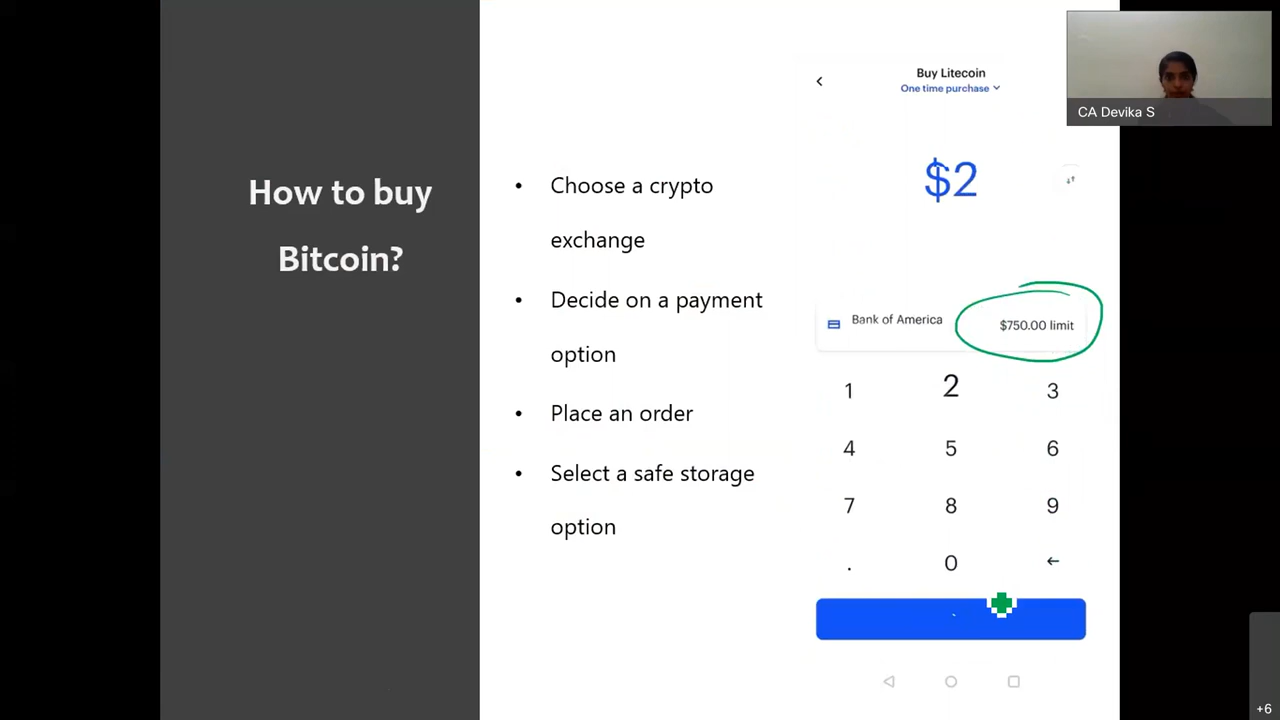 How to buy
Bitcoin?
• Choose a crypto
exchange
• Decide on a payment
option
• Place an order
• Select a safe storage
option
Buy Litecoin
One time purchase
$2
Bank of America
$750.00 limit
1 2 3
4 5 6
7 8 9
. 0 ←
CA Devika S
+6